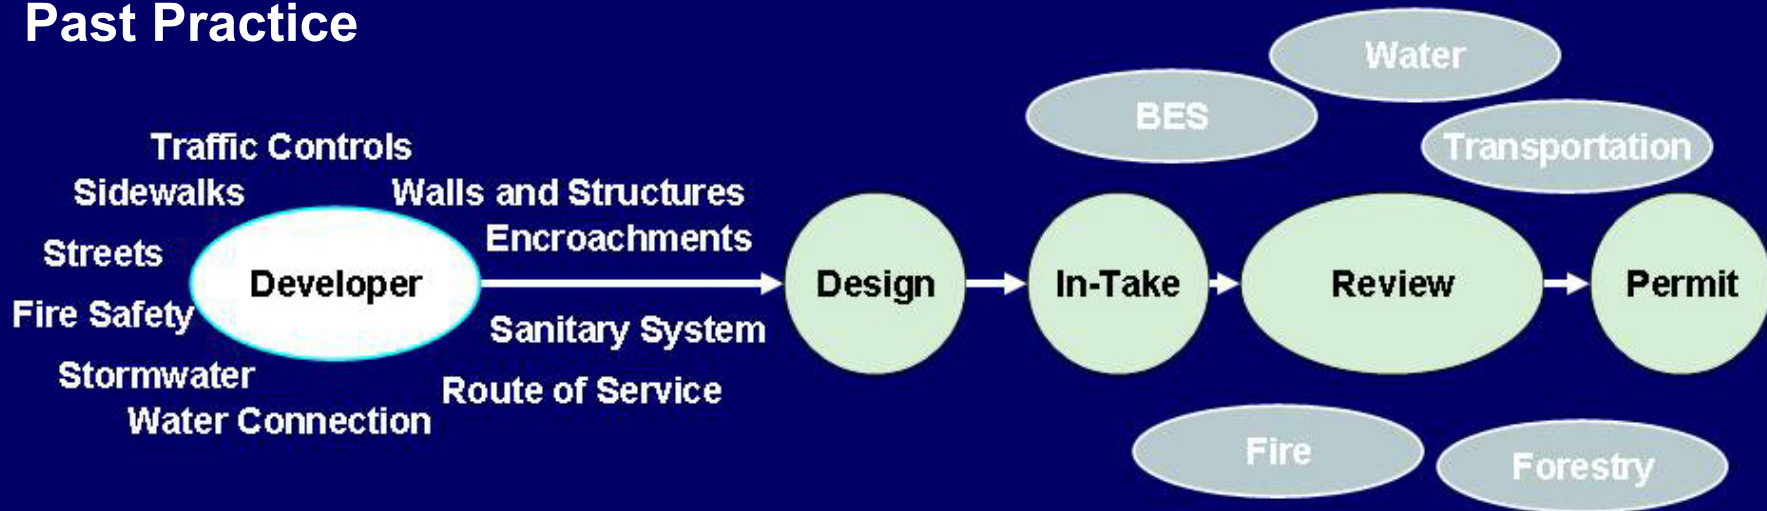 Past Practice
Water
BES
Transportation
Traffic Controls
Sidewalks
Walls and Structures
Streets
Encroachments
Developer
Design
In-Take
Review
Permit
Fire Safety
Sanitary System
Stormwater
Route of Service
Water Connection
Fire
Forestry